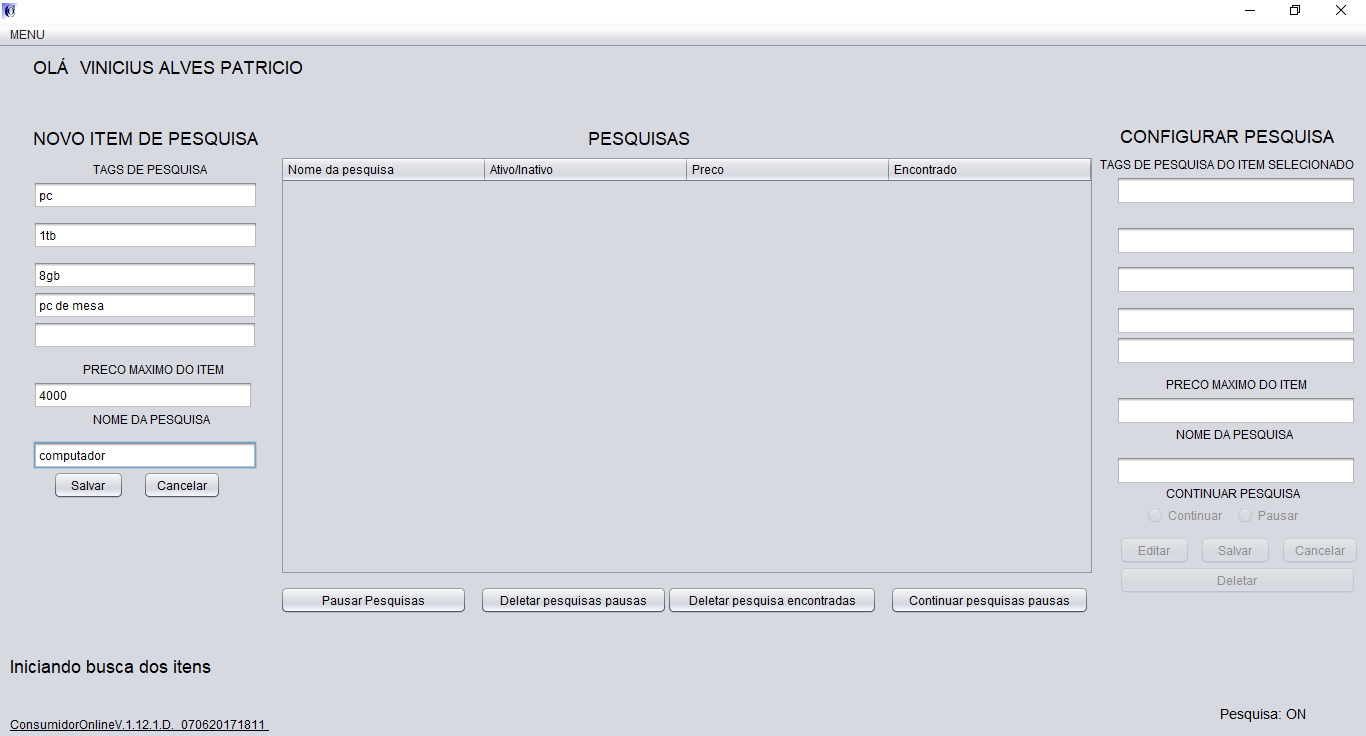 MENU
OLÁ VINICIUS ALVES PATRICIO
NOVO ITEM DE PESQUISA
TAGS DE PESQUISA
pc
1tb
8gb
pc de mesa
PRECO MAXIMO DO ITEM
4000
NOME DA PESQUISA
computador
Salvar Cancelar
PESQUISAS
Nome da pesquisa Ativo/Inativo Preco Encontrado
Pausar Pesquisas Deletar pesquisas pausas Deletar pesquisa encontradas Continuar pesquisas pausas
CONFIGURAR PESQUISA
TAGS DE PESQUISA DO ITEM SELECIONADO
PRECO MAXIMO DO ITEM
NOME DA PESQUISA
CONTINUAR PESQUISA
Continuar Pausar
Editar Salvar Cancelar
Deletar
Iniciando busca dos itens
ConsumidorOnlineV.1.12.1.D. 070620171811
Pesquisa: ON